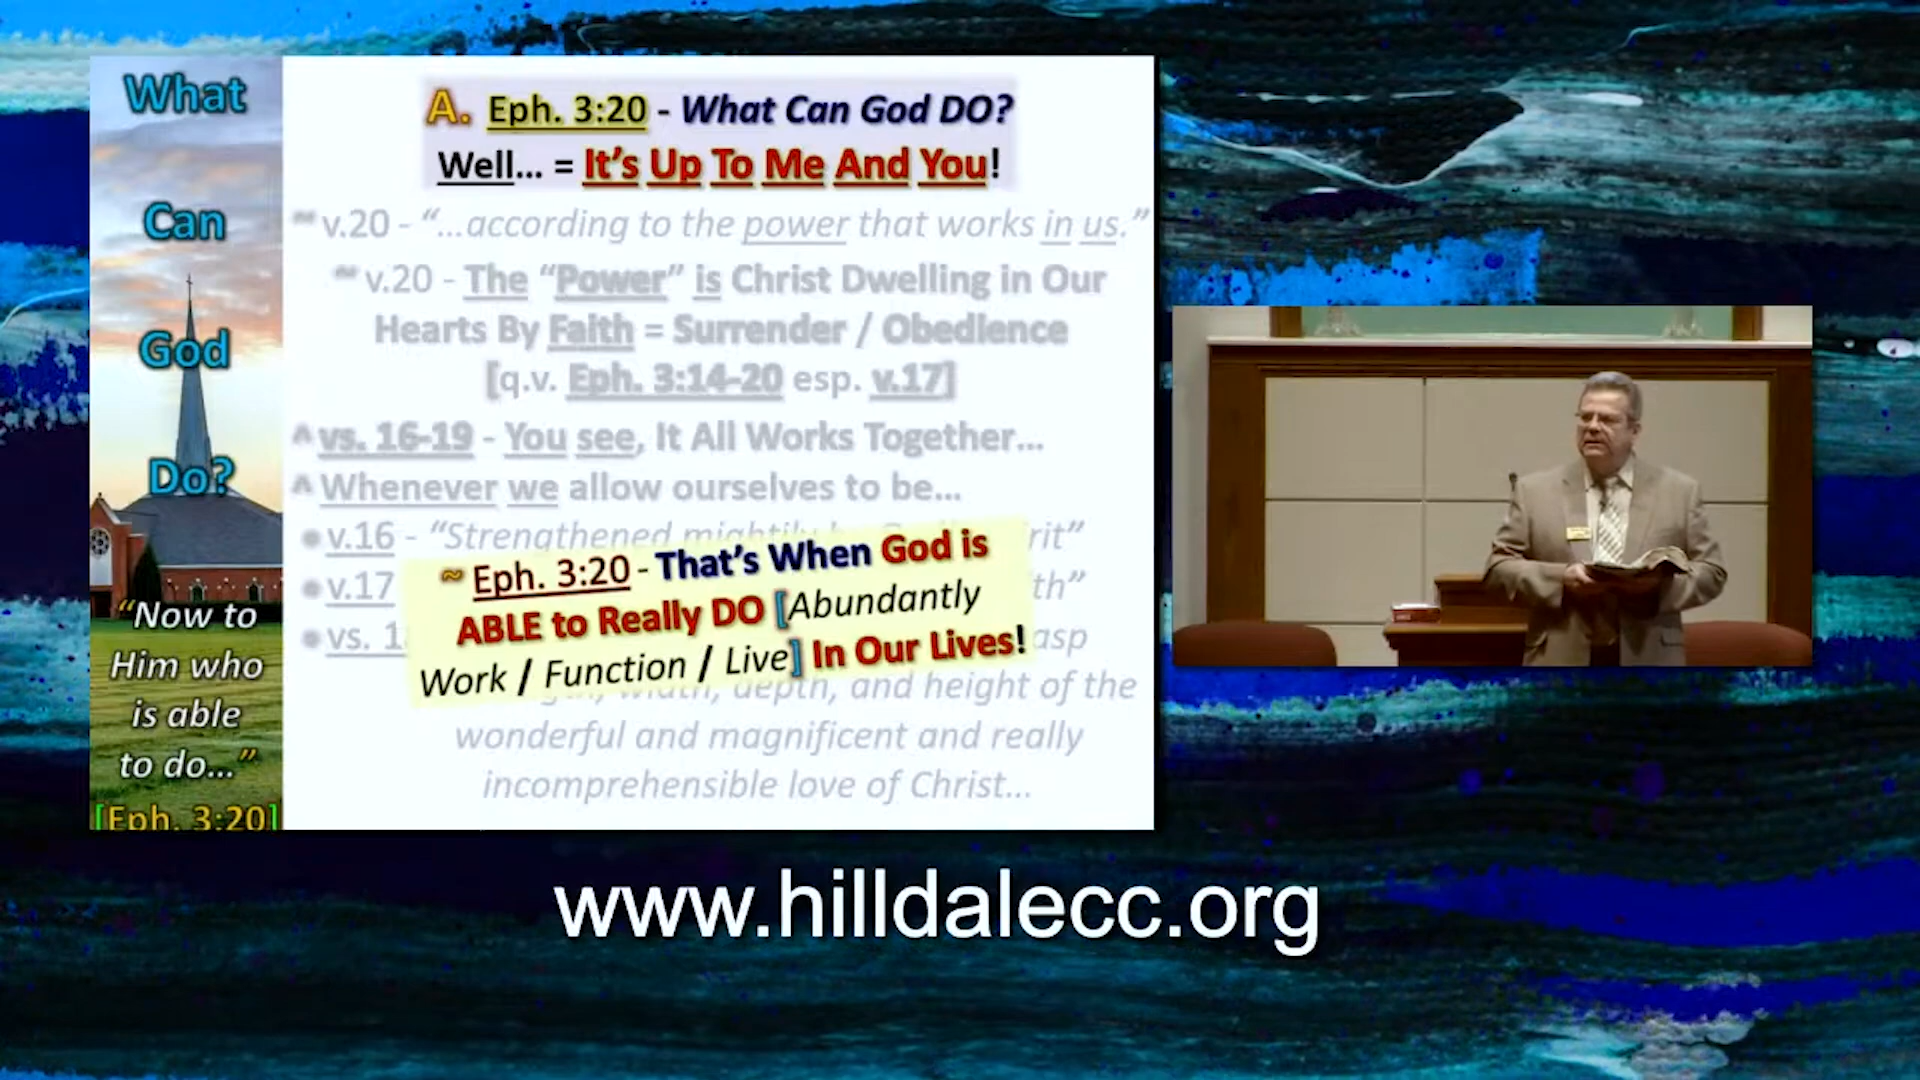 What
Can
God
Do?
“Now to
Him who
is able
to do…”
[Eph. 3:20]
A. Eph. 3:20 - What Can God DO?
Well… = It’s Up To Me And You!
~ v.20 - “…according to the power that works in us.”
~ v.20 - The “Power” is Christ Dwelling in Our
Hearts By Faith = Surrender / Obedience
[q.v. Eph. 3:14-20 esp. v.17]
^ vs. 16-19 - You see, It All Works Together…
^ Whenever we allow ourselves to be…
• v.16 - “Strengthened mightily
• v.17
• vs. 1
~ Eph. 3:20 - That’s When God is
ABLE to Really DO [Abundantly
Work / Function / Live] In Our Lives!
width, depth, and height of the
wonderful and magnificent and really
incomprehensible love of Christ…
www.hilldalecc.org